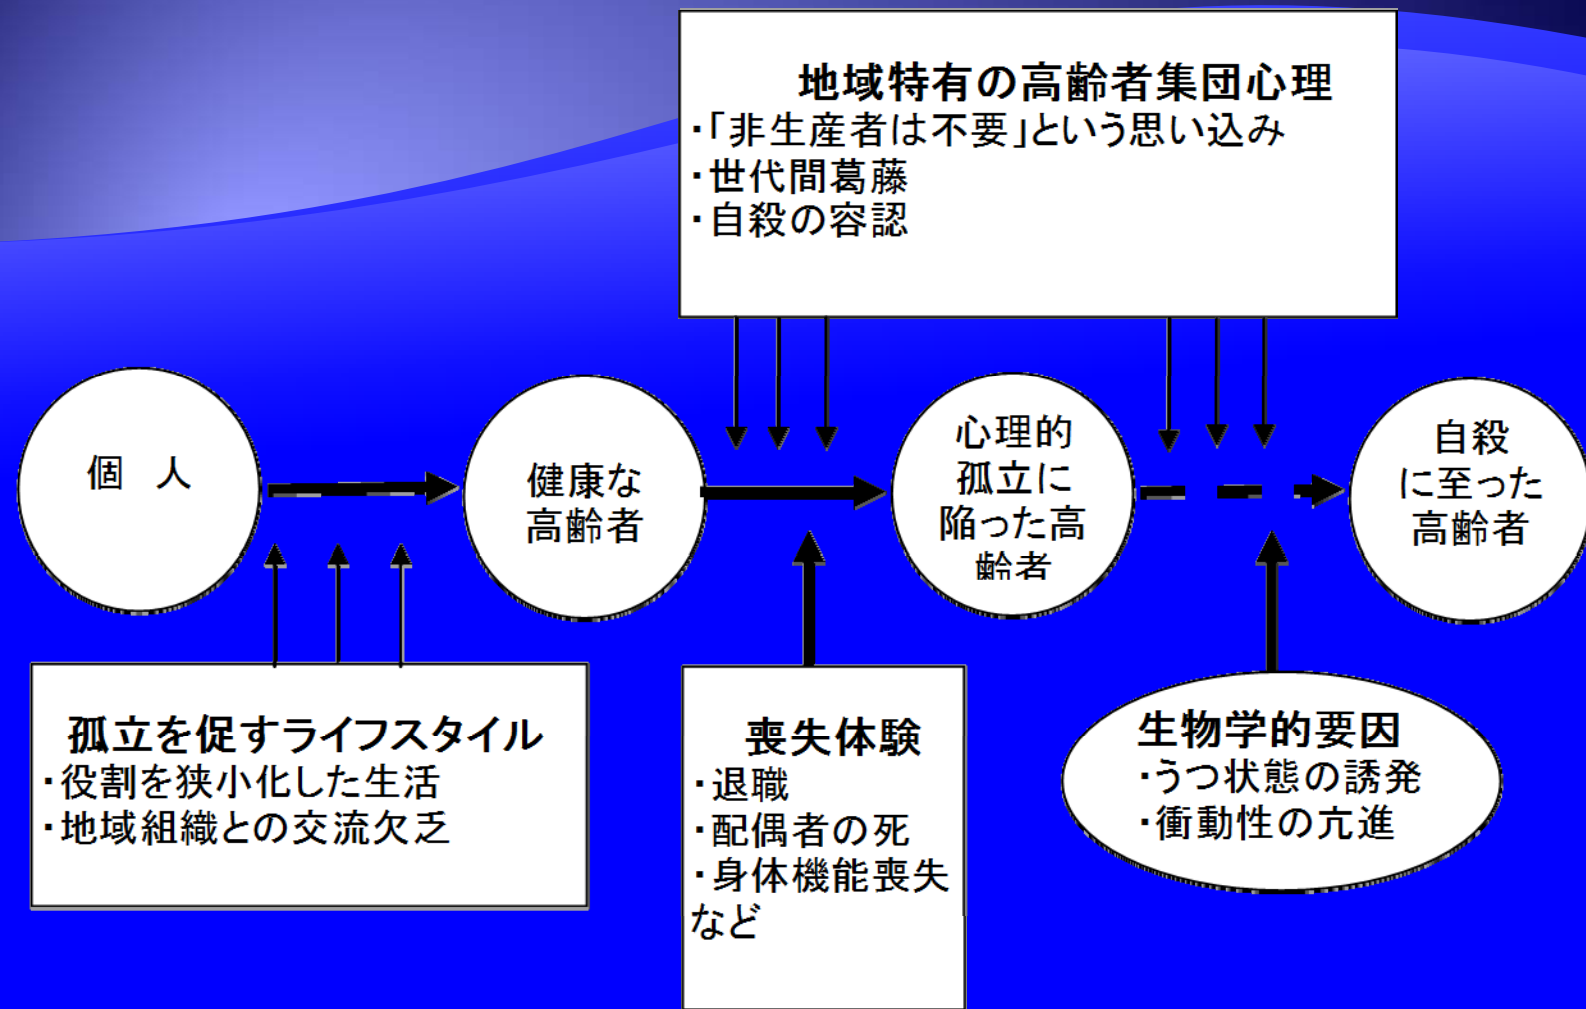 地域特有の高齢者集団心理
・「非生産者は不要」という思い込み
・世代間葛藤
・自殺の容認
個　人
健康な
高齢者
心理的
孤立に
陥った高
齢者
自殺
に至った
高齢者
孤立を促すライフスタイル
・役割を狭小化した生活
・地域組織との交流欠乏
喪失体験
・退職
・配偶者の死
・身体機能喪失
など
生物学的要因
・うつ状態の誘発
・衝動性の亢進